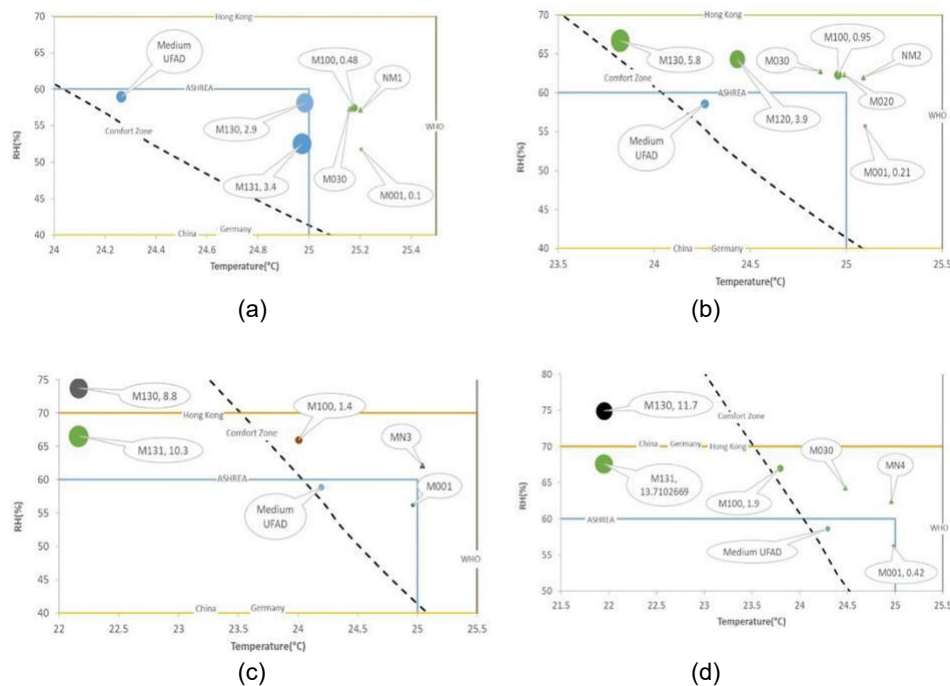 70
65
60
55
50
45
40
RH(%)
Hong Kong
Medium
UFAD
M100, 0.48
NM1
ASHREA
Comfort Zone
M130, 2.9
WHO
M030
M131, 3.4
M001, 0.1
China
Germany
24
24.2
24.4
24.6
24.8
25
25.2
25.4
Temperature(°C)
(a)
70
65
60
55
50
45
40
RH(%)
Hong Kong
M100, 0.95
M130, 5.8
M030
NM2
Comfort Zone
ASHREA
M020
M120, 3.9
WHO
Medium
UFAD
M001, 0.21
China
Germany
23.5
24
24.5
25
25.5
Temperature(°C)
(b)
75
70
65
60
55
50
45
40
RH(%)
M130, 8.8
Hong Kong
M100, 1.4
Comfort Zone
M131, 10.3
MN3
ASHREA
M001
Medium
UFAD
WHO
China
Germany
22
22.5
23
23.5
24
24.5
25
25.5
Temperature(°C)
(c)
80
75
70
65
60
55
50
RH(%)
M130, 11.7
Comfort Zone
China
Germany
Hong Kong
M030
MN4
M131,
13.7102669
M100, 1.9
ASHREA
WHO
Medium UFAD
M001, 0.42
21.5
22
22.5
23
23.5
24
24.5
25
25.5
Temperature(°C)
(d)